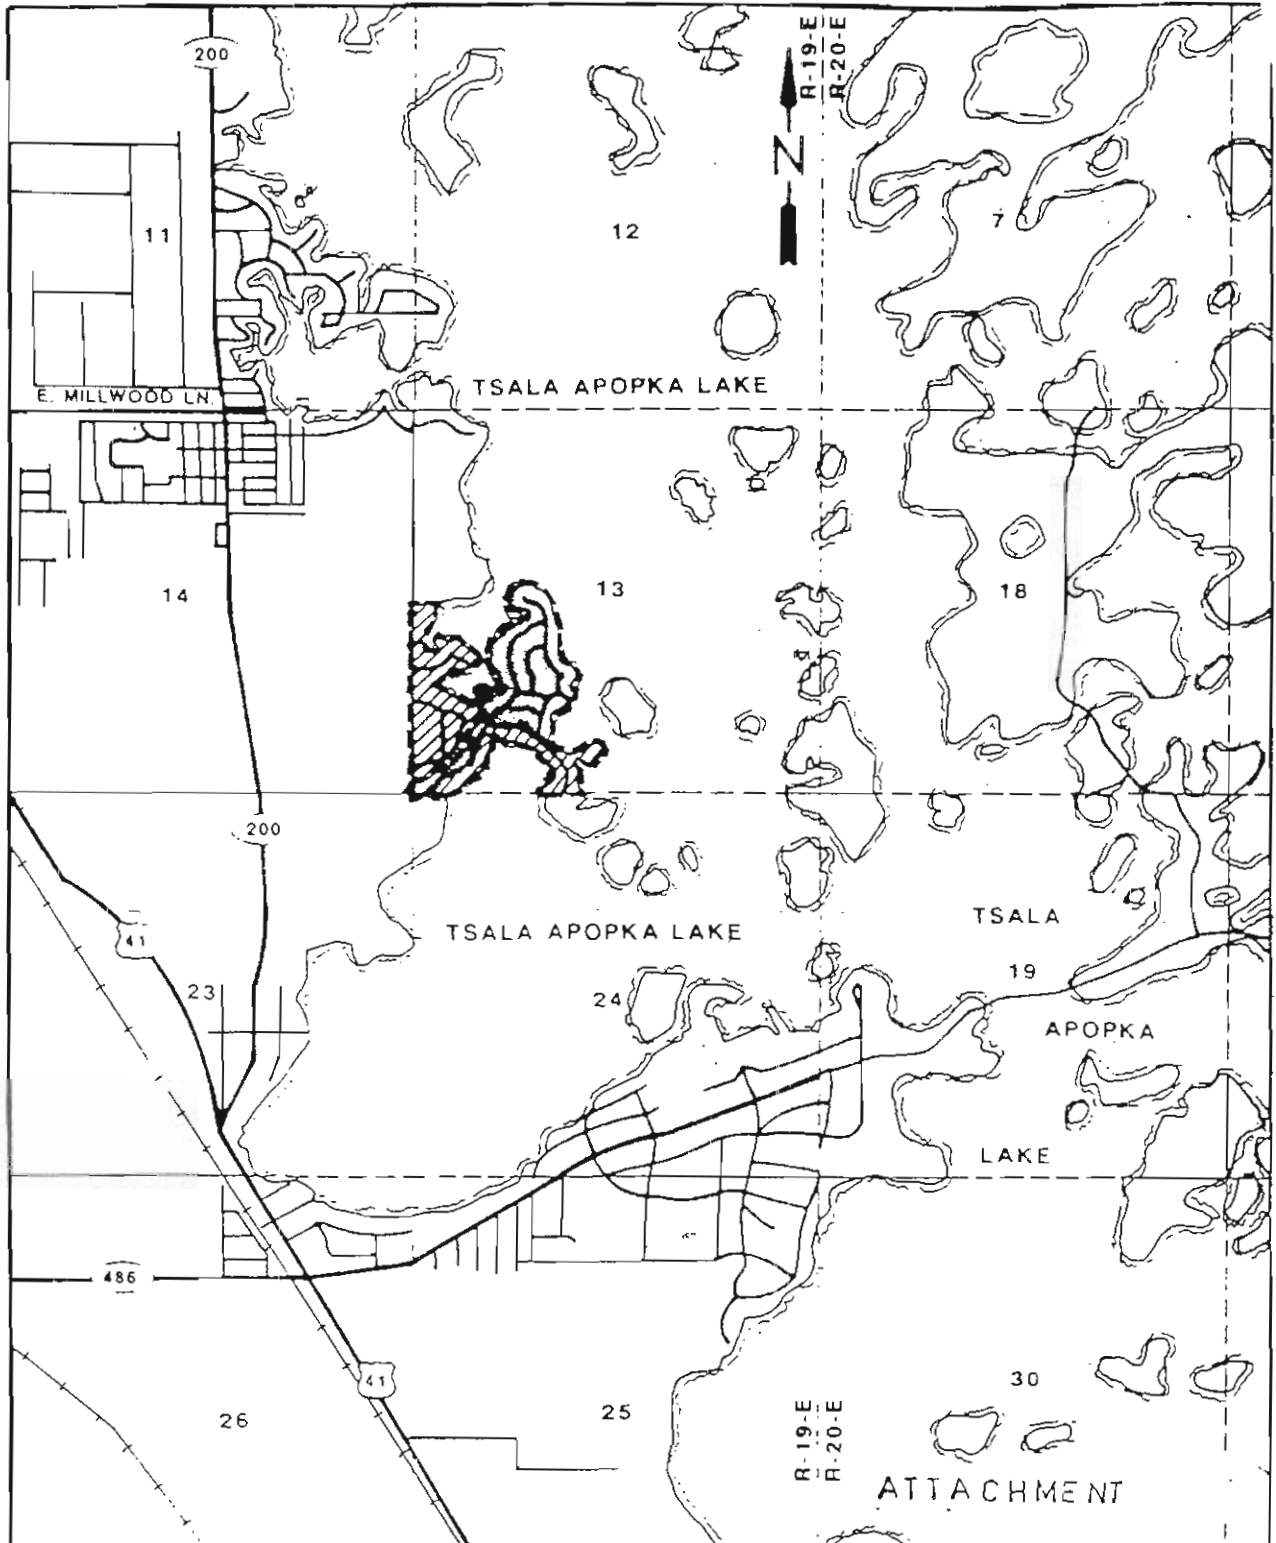 200
R-19-E
R-20-E
N
11
12
7
TSALA APOPKA LAKE
E. MILLWOOD LN.
14
13
18
200
41
TSALA APOPKA LAKE
TSALA
23
24
19
APOPKA
LAKE
486
41
26
25
30
R-19-E
R-20-E
ATTACHMENT